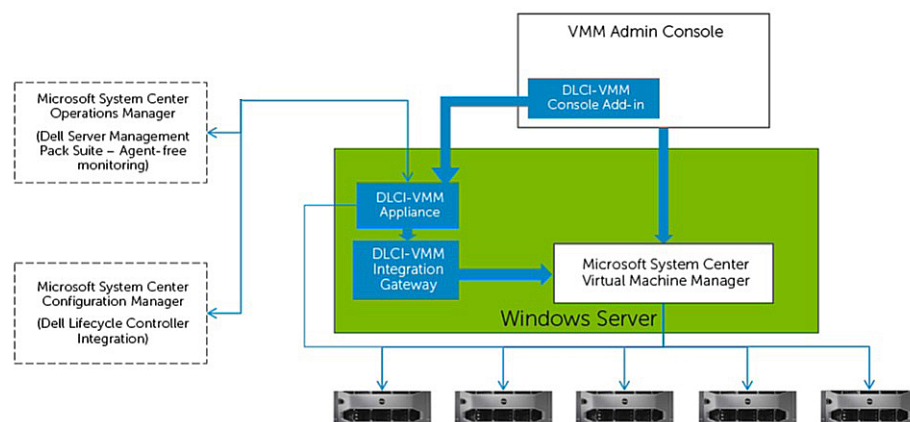 VMM Admin Console
DLCI-VMM
Console Add-in
Microsoft System Center
Operations Manager
(Dell Server Management
Pack Suite – Agent-free
monitoring)
DLCI-VMM
Appliance
DLCI-VMM
Integration
Gateway
Microsoft System Center
Virtual Machine Manager
Microsoft System Center
Configuration Manager
(Dell Lifecycle Controller
Integration)
Windows Server